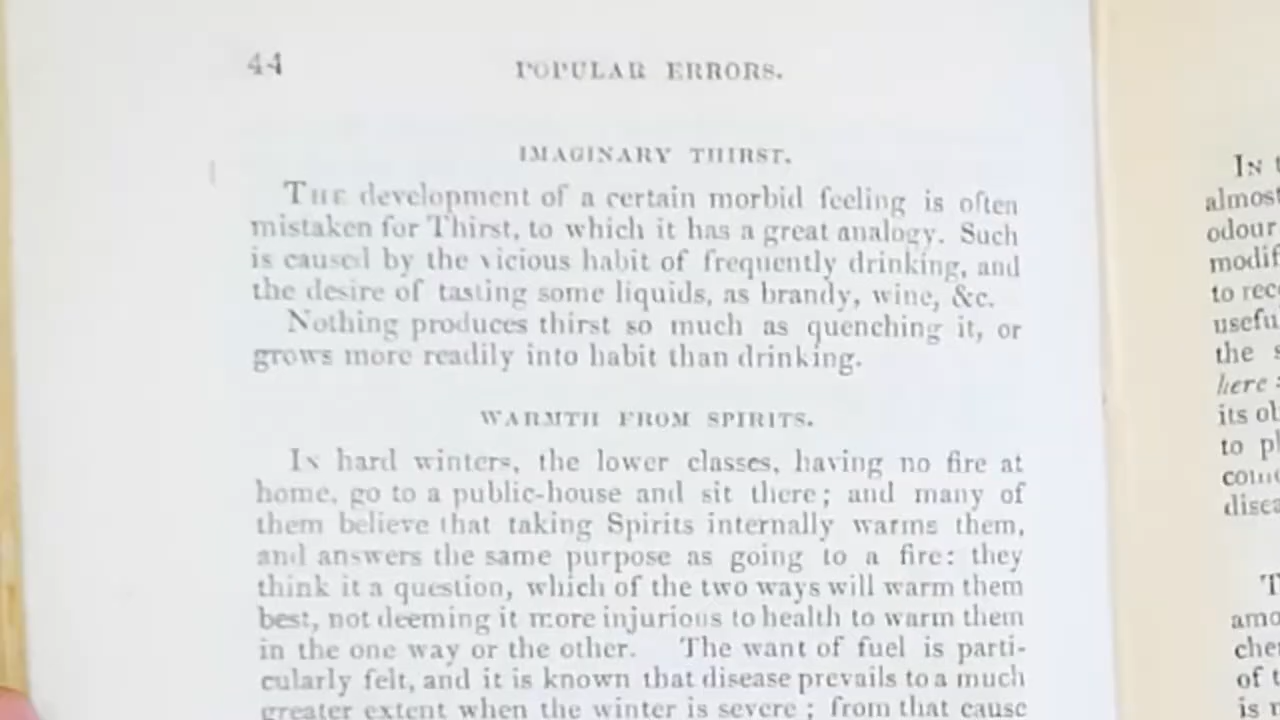 44 POPULAR ERRORS.
IMAGINARY THIRST.
THE development of a certain morbid feeling is often
mistaken for Thirst, to which it has a great analogy. Such
is caused by the vicious habit of frequently drinking, and
the desire of tasting some liquids, as brandy, wine, &c.
Nothing produces thirst so much as quenching it, or
grows more readily into habit than drinking.
WARMTH FROM SPIRITS.
IN hard winters, the lower classes, having no fire at
home, go to a public-house and sit there; and many of
them believe that taking Spirits internally warms them,
and answers the same purpose as going to a fire: they
think it a question, which of the two ways will warm them
best, not deeming it more injurious to health to warm them
in the one way or the other. The want of fuel is parti-
cularly felt, and it is known that disease prevails to a much
greater extent when the winter is severe; from that cause
IN
almost
odour
to
the
here
its
to
of
is